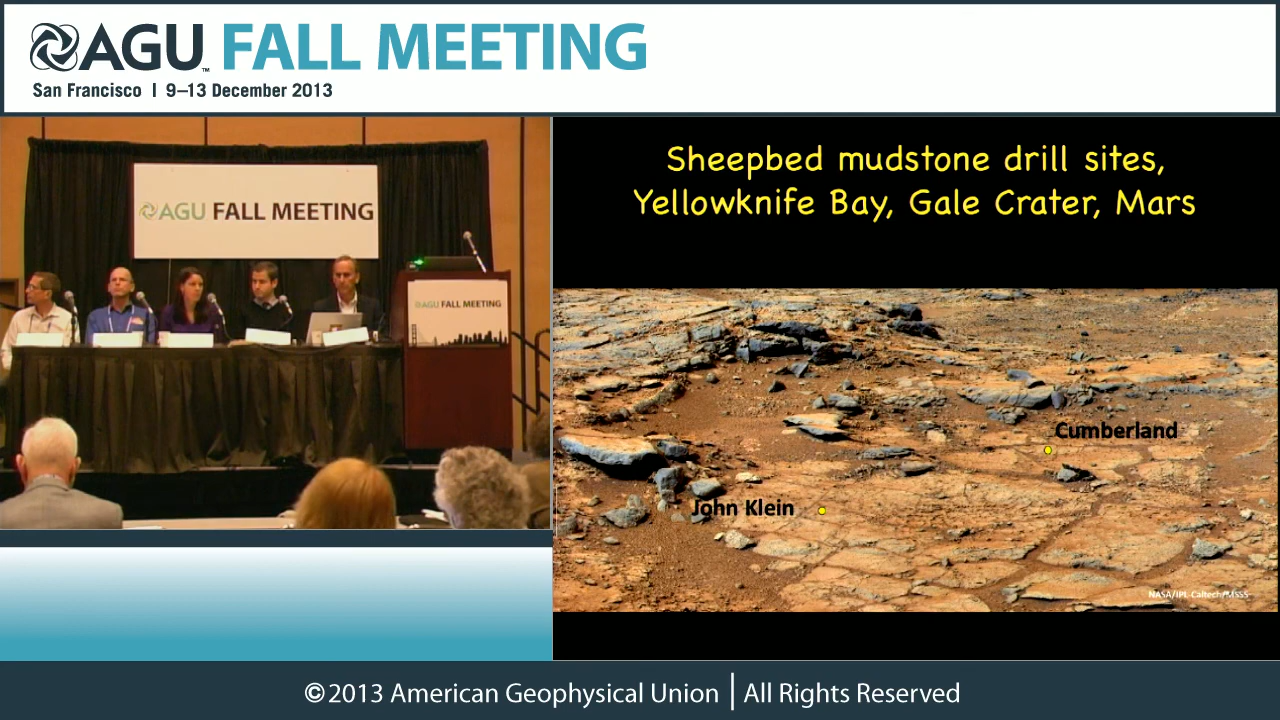 AGU™ FALL MEETING
San Francisco | 9–13 December 2013
AGU FALL MEETING
AGU FALL MEETING
Sheepbed mudstone drill sites,
Yellowknife Bay, Gale Crater, Mars
Cumberland
John Klein
NASA/JPL-Caltech/MSSS
©2013 American Geophysical Union | All Rights Reserved